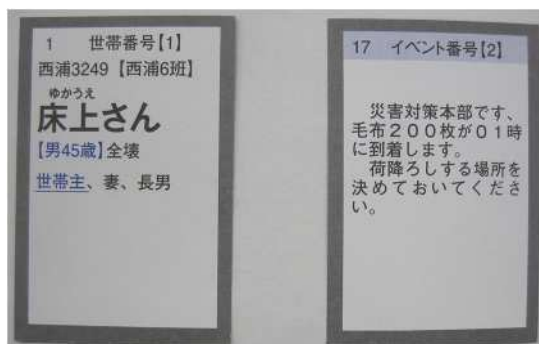 1 世帯番号【1】
西浦3249【西浦6班】
ゆかうえ
床上さん
【男45歳】全壊
世帯主、妻、長男
17 イベント番号【2】
災害対策本部です、
毛布200枚が01時
に到着します。
荷降ろしする場所を
決めておいてくださ
い。